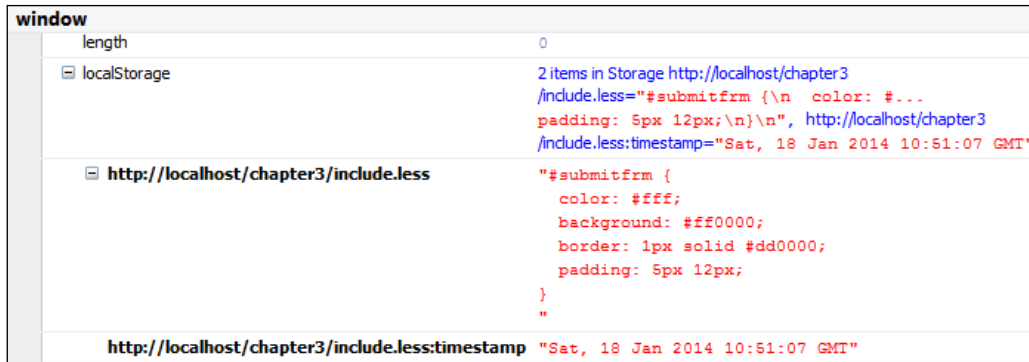 window
length 0
localStorage 2 items in Storage http://localhost/chapter3
/include.less="#submitfrm {\n  color: #...
padding: 5px 12px;\n}\n", http://localhost/chapter3
/include.less:timestamp="Sat, 18 Jan 2014 10:51:07 GMT"
http://localhost/chapter3/include.less "#submitfrm {
  color: #fff;
  background: #ff0000;
  border: 1px solid #dd0000;
  padding: 5px 12px;
}
"
http://localhost/chapter3/include.less:timestamp "Sat, 18 Jan 2014 10:51:07 GMT"